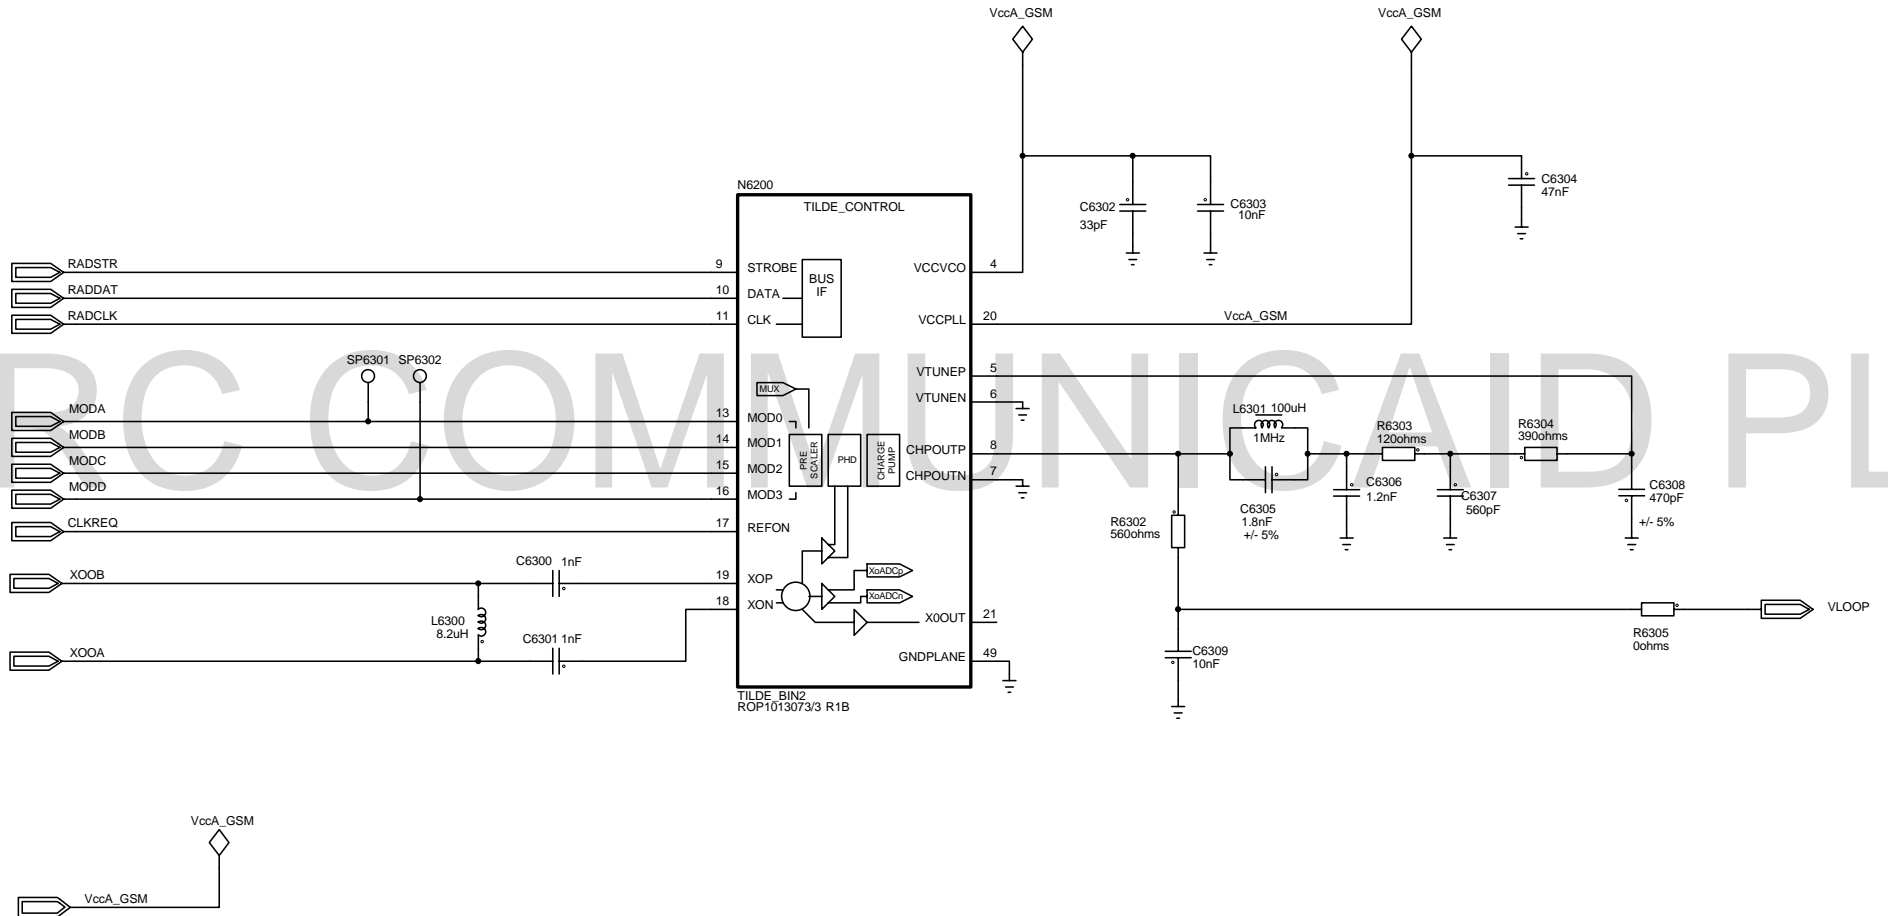 VccA_GSM
VccA_GSM
C6304
47nF
N6200
TILDE_CONTROL
C6302
33pF
C6303
10nF
RADSTR
9
STROBE
BUS
IF
VCCVCO
4
RADDAT
10
DATA
RADCLK
11
CLK
VCCPLL
20
VccA_GSM
RC COMMUNICAID PL
SP6301
SP6302
VTUNEP
5
MUX
VTUNEN
6
MODA
13
MOD0
MODB
14
MOD1
MODC
15
MOD2
MODD
16
MOD3
PRE
SCALER
PHD
CHARGE
PUMP
CHPOUTP
8
CHPOUTN
7
L6301
100uH
1MHz
R6303
120ohms
R6304
390ohms
C6305
1.8nF
+/- 5%
C6306
1.2nF
C6307
560pF
C6308
470pF
+/- 5%
CLKREQ
17
REFON
R6302
560ohms
C6300
1nF
XOOB
19
XOP
XoADCp
18
XON
XoADCn
L6300
8.2uH
X0OUT
21
VLOOP
C6301
1nF
R6305
0ohms
XOOA
GNDPLANE
49
C6309
10nF
TILDE_BIN2
ROP1013073/3 R1B
VccA_GSM
VccA_GSM